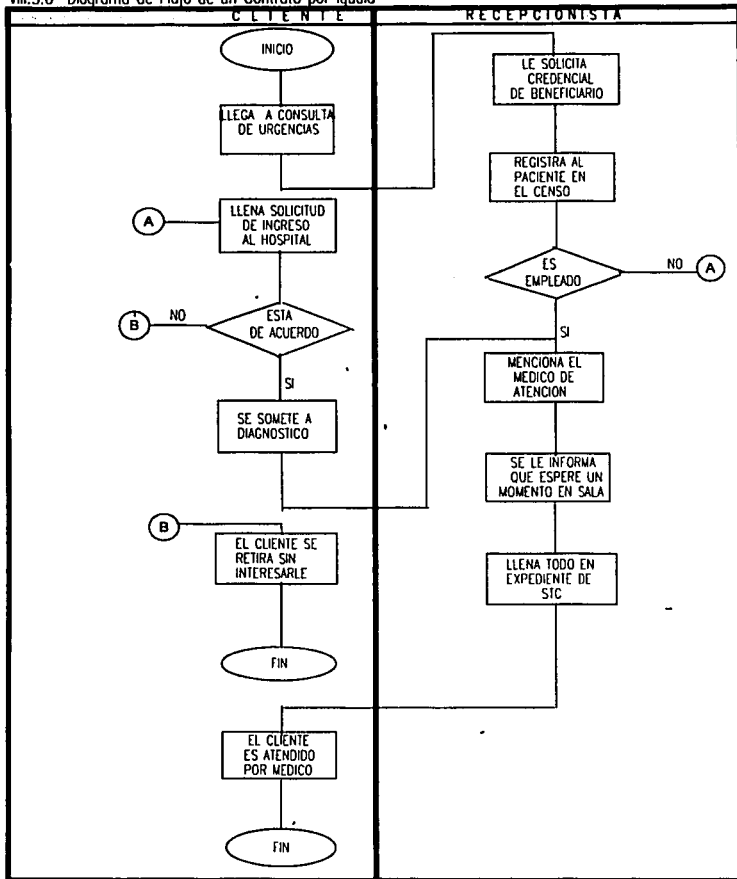 VIII.3.0 Diagrama de Flujo de un Contrato por Iguala
CLIENTE
RECEPCIONISTA
INICIO
LLEGA A CONSULTA
DE URGENCIAS
LE SOLICITA
CREDENCIAL
DE BENEFICIARIO
REGISTRA AL
PACIENTE EN
EL CENSO
ES
EMPLEADO
NO
A
SI
A
LLENA SOLICITUD
DE INGRESO
AL HOSPITAL
ESTA
DE ACUERDO
NO
B
SI
SE SOMETE A
DIAGNOSTICO
MENCIONA EL
MEDICO DE
ATENCION
SE LE INFORMA
QUE ESPERE UN
MOMENTO EN SALA
LLENA TODO EN
EXPEDIENTE DE
STC
B
EL CLIENTE SE
RETIRA SIN
INTERESARLE
FIN
EL CLIENTE
ES ATENDIDO
POR MEDICO
FIN